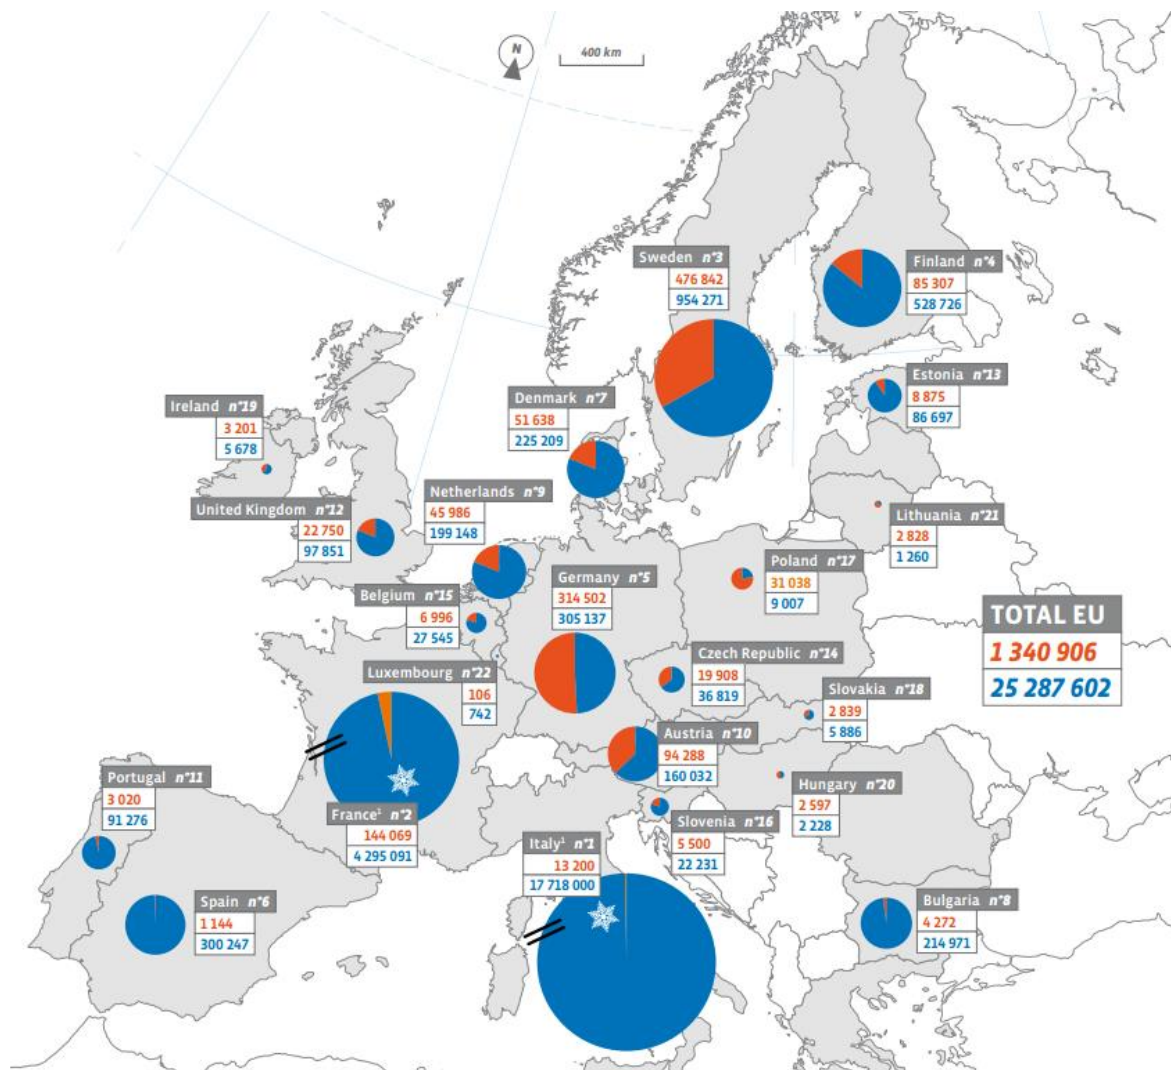 N
400 km
Sweden n°3
476 842
954 271
Finland n°4
85 307
528 726
Estonia n°13
8 875
86 697
Denmark n°7
51 638
225 209
Ireland n°19
3 201
5 678
Netherlands n°9
45 986
199 148
United Kingdom n°12
22 750
97 851
Lithuania n°21
2 828
1 260
Poland n°17
31 038
9 007
Germany n°5
314 502
305 137
Belgium n°15
6 996
27 545
TOTAL EU
1 340 906
25 287 602
Czech Republic n°14
19 908
36 819
Luxembourg n°22
106
742
Slovakia n°18
2 839
5 886
Austria n°10
94 288
160 032
Portugal n°11
3 020
91 276
Hungary n°20
2 597
2 228
France¹ n°2
144 069
4 295 091
Slovenia n°16
5 500
22 231
Italy¹ n°1
13 200
17 718 000
Spain n°6
1 144
300 247
Bulgaria n°8
4 272
214 971